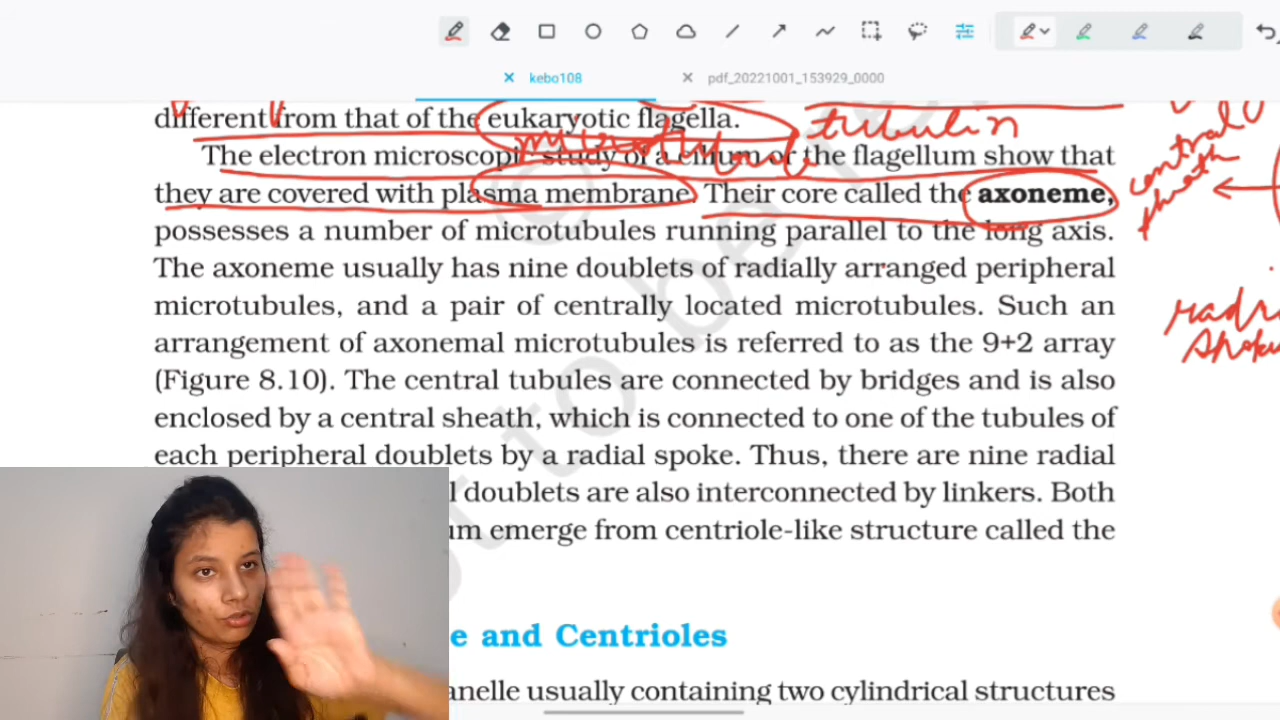 kebo108
pdf_20221001_153929_0000
different from that of the eukaryotic flagella.
tubulin
microtubule
central
sheath
The electron microscopic study of a cilium or the flagellum show that
they are covered with plasma membrane. Their core called the axoneme,
possesses a number of microtubules running parallel to the long axis.
The axoneme usually has nine doublets of radially arranged peripheral
microtubules, and a pair of centrally located microtubules. Such an
arrangement of axonemal microtubules is referred to as the 9+2 array
(Figure 8.10). The central tubules are connected by bridges and is also
enclosed by a central sheath, which is connected to one of the tubules of
each peripheral doublets by a radial spoke. Thus, there are nine radial
doublets are also interconnected by linkers. Both
emerge from centriole-like structure called the
and Centrioles
usually containing two cylindrical structures